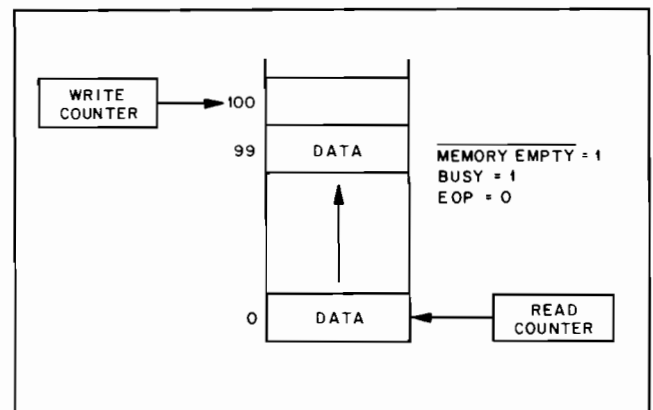 WRITE
COUNTER
100
99
DATA
MEMORY EMPTY = 1
BUSY = 1
EOP = 0
0
DATA
READ
COUNTER